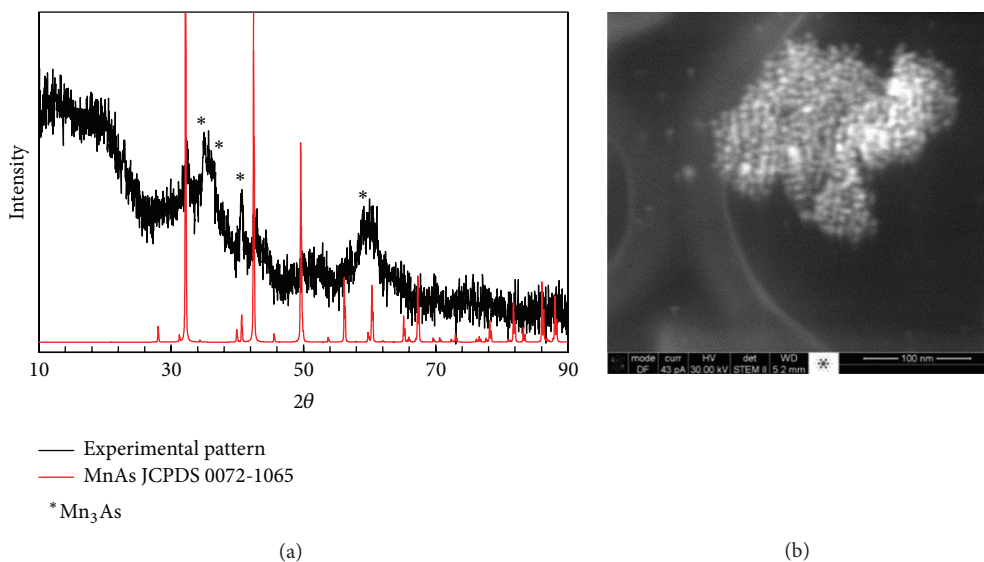 Intensity
* * * *
10 30 50 70 90
2θ
Experimental pattern
MnAs JCPDS 0072-1065
*Mn₃As
(a)
mode curr HV det WD
DF 43 pA 30.00 kV STEM II 5.2 mm
100 nm
(b)